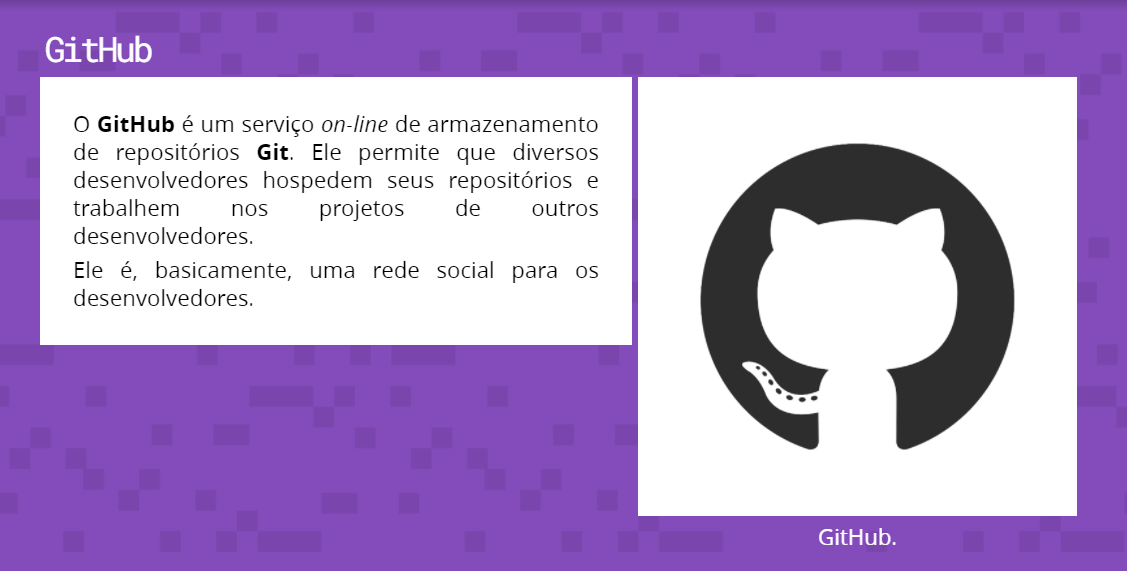 GitHub
O GitHub é um serviço on-line de armazenamento
de repositórios Git. Ele permite que diversos
desenvolvedores hospedem seus repositórios e
trabalhem nos projetos de outros
desenvolvedores.
Ele é, basicamente, uma rede social para os
desenvolvedores.
GitHub.